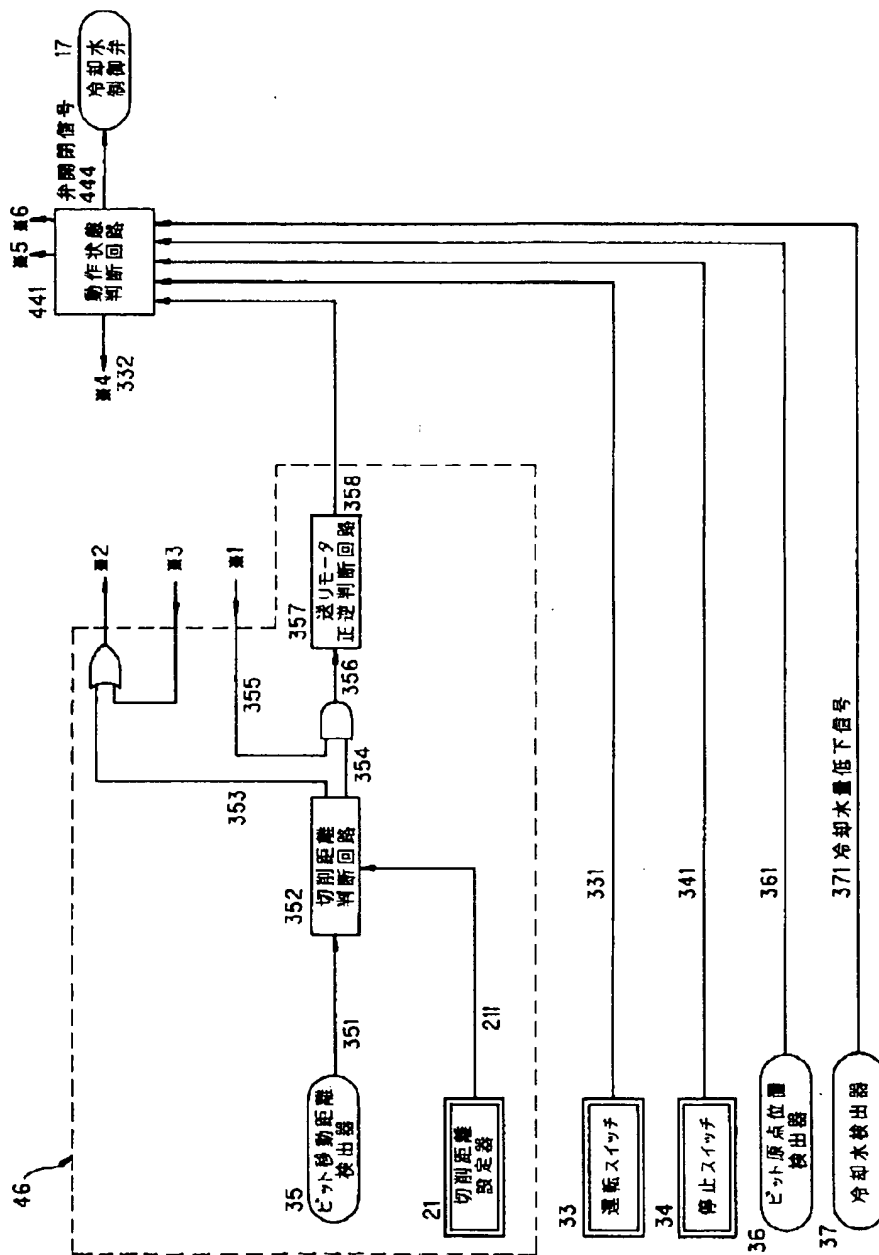 46
35
ビット移動距離
検出器
351
21
切削距離
設定器
211
352
切削距離
判断回路
353
354
355
356
357
送りモータ
正逆判断回路
358
※2
※3
※1
※4
332
441
動作状態
判断回路
※5
※6
弁開閉信号
444
17
冷却水
制御弁
33
運転スイッチ
331
34
停止スイッチ
341
36
ビット原点位置
検出器
361
37
冷却水検出器
371 冷却水量低下信号